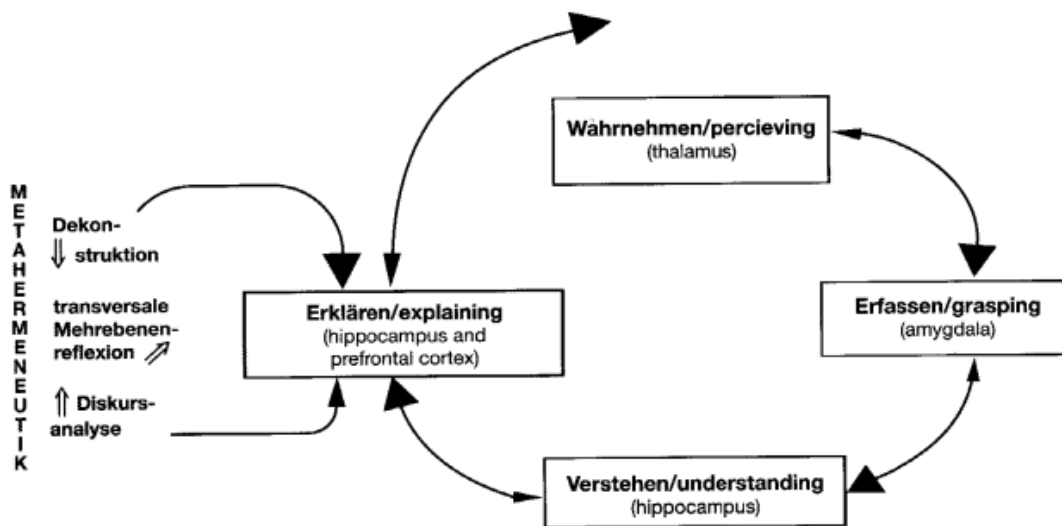 METAHERMENEUTIK
Dekon-
⇓ struktion
transversale
Mehrebenen-
reflexion ⇗
⇑ Diskurs-
analyse
Wahrnehmen/percieving
(thalamus)
Erklären/explaining
(hippocampus and
prefrontal cortex)
Erfassen/grasping
(amygdala)
Verstehen/understanding
(hippocampus)